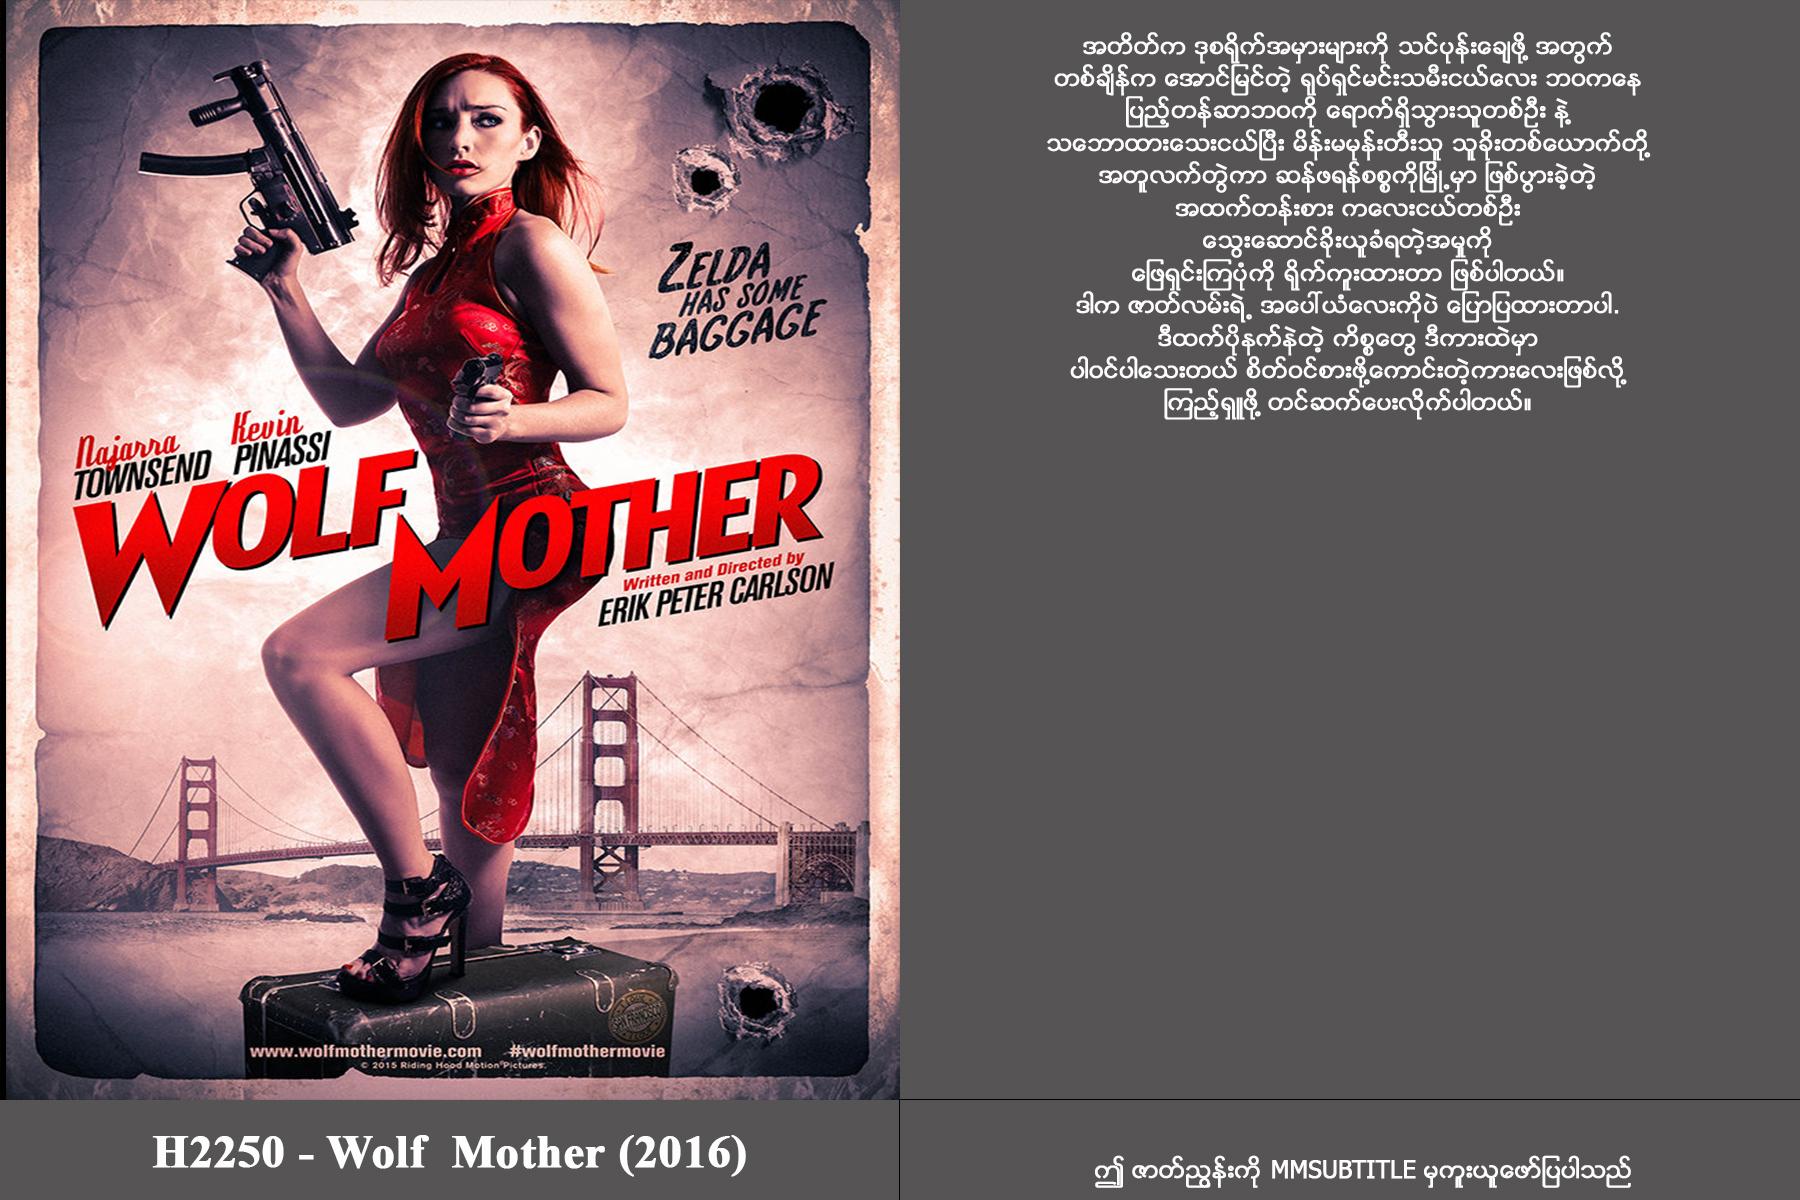 ZELDA
HAS SOME
BAGGAGE
Najarra Kevin
TOWNSEND PINASSI
WOLF
MOTHER
Written and Directed by
ERIK PETER CARLSON
SAN FRANCISCO
www.wolfmothermovie.com #wolfmothermovie
© 2015 Riding Hood Motion Pictures.
H2250 - Wolf Mother (2016)
အတိတ်က ဒုစရိုက်အမှားများကို သင်ပုန်းချေဖို့ အတွက်
တစ်ချိန်က အောင်မြင်တဲ့ ရုပ်ရှင်မင်းသမီးငယ်လေး ဘဝကနေ
ပြည့်တန်ဆာဘဝကို ရောက်ရှိသွားသူတစ်ဦး နဲ့
သဘောထားသေးငယ်ပြီး မိန်းမမုန်းတီးသူ သူခိုးတစ်ယောက်တို့
အတူလက်တွဲကာ ဆန်ဖရန်စစ္စကိုမြို့မှာ ဖြစ်ပွားခဲ့တဲ့
အထက်တန်းစား ကလေးငယ်တစ်ဦး
သွေးဆောင်ခိုးယူခံရတဲ့အမှုကို
ဖြေရှင်းကြပုံကို ရိုက်ကူးထားတာ ဖြစ်ပါတယ်။
ဒါက ဇာတ်လမ်းရဲ့ အပေါ်ယံလေးကိုပဲ ပြောပြထားတာပါ.
ဒီထက်ပိုနက်နဲတဲ့ ကိစ္စတွေ ဒီကားထဲမှာ
ပါဝင်ပါသေးတယ် စိတ်ဝင်စားဖို့ကောင်းတဲ့ကားလေးဖြစ်လို့
ကြည့်ရှူဖို့ တင်ဆက်ပေးလိုက်ပါတယ်။
ဤ ဇာတ်ညွှန်းကို MMSUBTITLE မှကူးယူဖော်ပြပါသည်